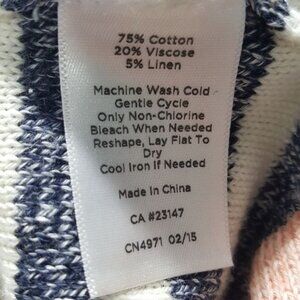 75% Cotton
20% Viscose
5% Linen
Machine Wash Cold
Gentle Cycle
Only Non-Chlorine
Bleach When Needed
Reshape, Lay Flat To
Dry
Cool Iron If Needed
Made In China
CA #23147
CN4971 02/15